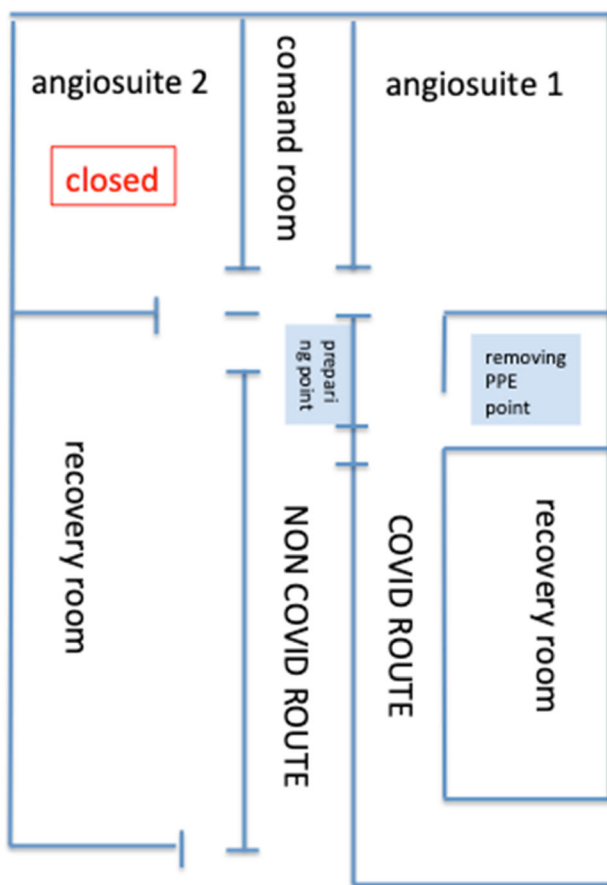 angiosuite 2
comand room
angiosuite 1
closed
prepari
ng point
removing
PPE
point
recovery room
NON COVID ROUTE
COVID ROUTE
recovery room